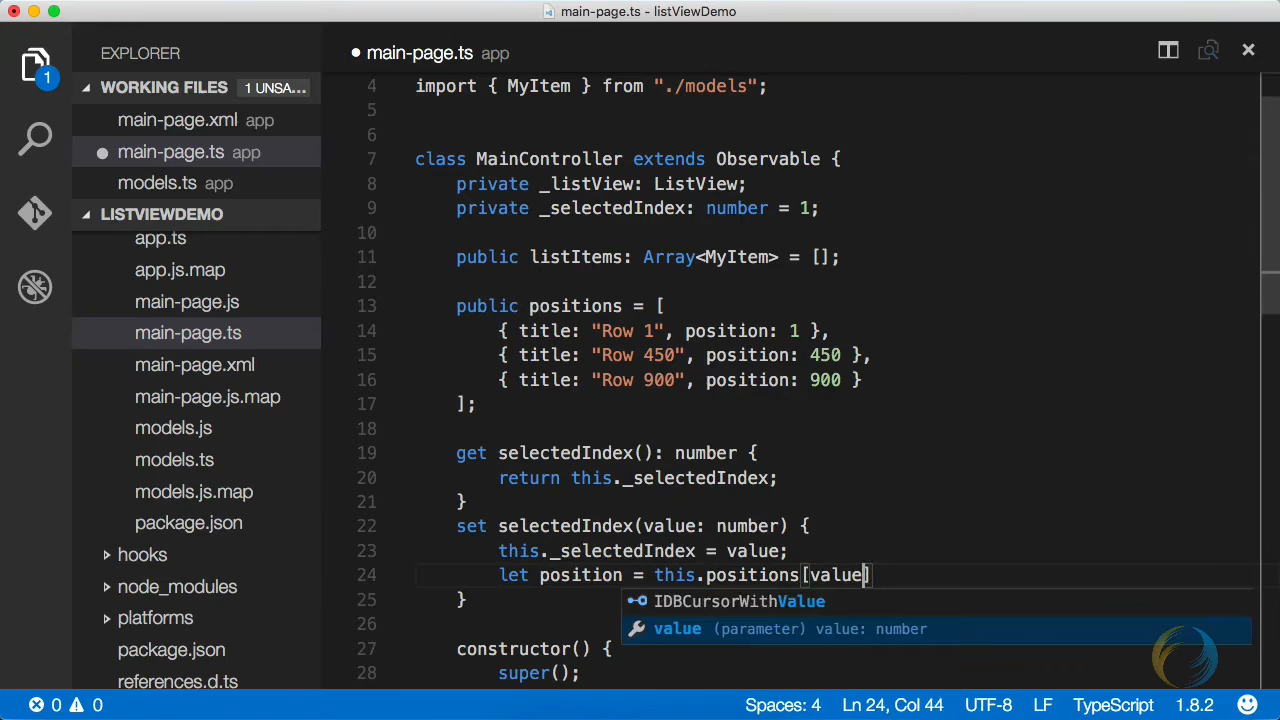 main-page.ts - listViewDemo
EXPLORER
WORKING FILES 1 UNSA...
main-page.xml app
main-page.ts app
models.ts app
LISTVIEWDEMO
app.ts
app.js.map
main-page.js
main-page.ts
main-page.xml
main-page.js.map
models.js
models.ts
models.js.map
package.json
hooks
node_modules
platforms
package.json
references.d.ts
1
main-page.ts app
4 import { MyItem } from "./models";
5
6
7 class MainController extends Observable {
8 private _listView: ListView;
9 private _selectedIndex: number = 1;
10
11 public listItems: Array<MyItem> = [];
12
13 public positions = [
14 { title: "Row 1", position: 1 },
15 { title: "Row 450", position: 450 },
16 { title: "Row 900", position: 900 }
17 ];
18
19 get selectedIndex(): number {
20 return this._selectedIndex;
21 }
22 set selectedIndex(value: number) {
23 this._selectedIndex = value;
24 let position = this.positions[value]
25 }
IDBCursorWithValue
26
value (parameter) value: number
27 constructor() {
28 super();
0 0
Spaces: 4 Ln 24, Col 44 UTF-8 LF TypeScript 1.8.2